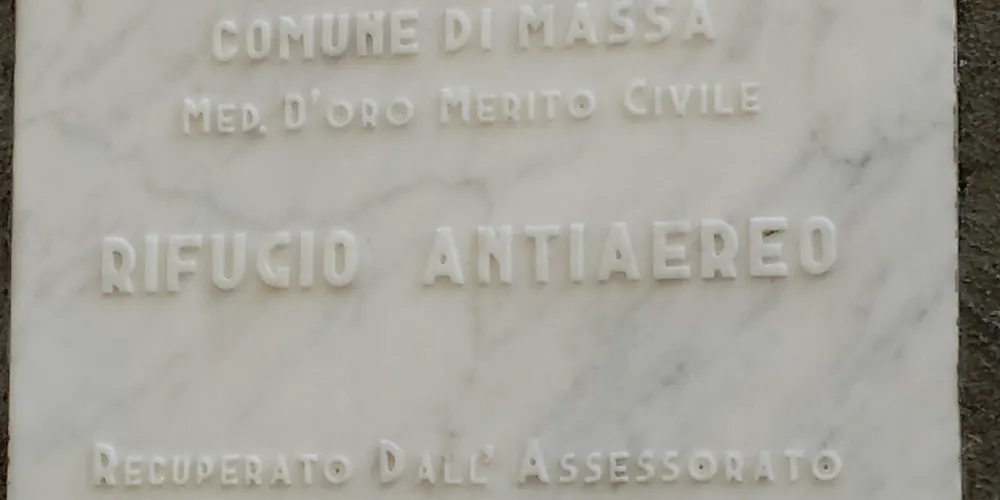 COMUNE DI MASSA
MED. D'ORO MERITO CIVILE
RIFUGIO ANTIAEREO
RECUPERATO DALL' ASSESSORATO